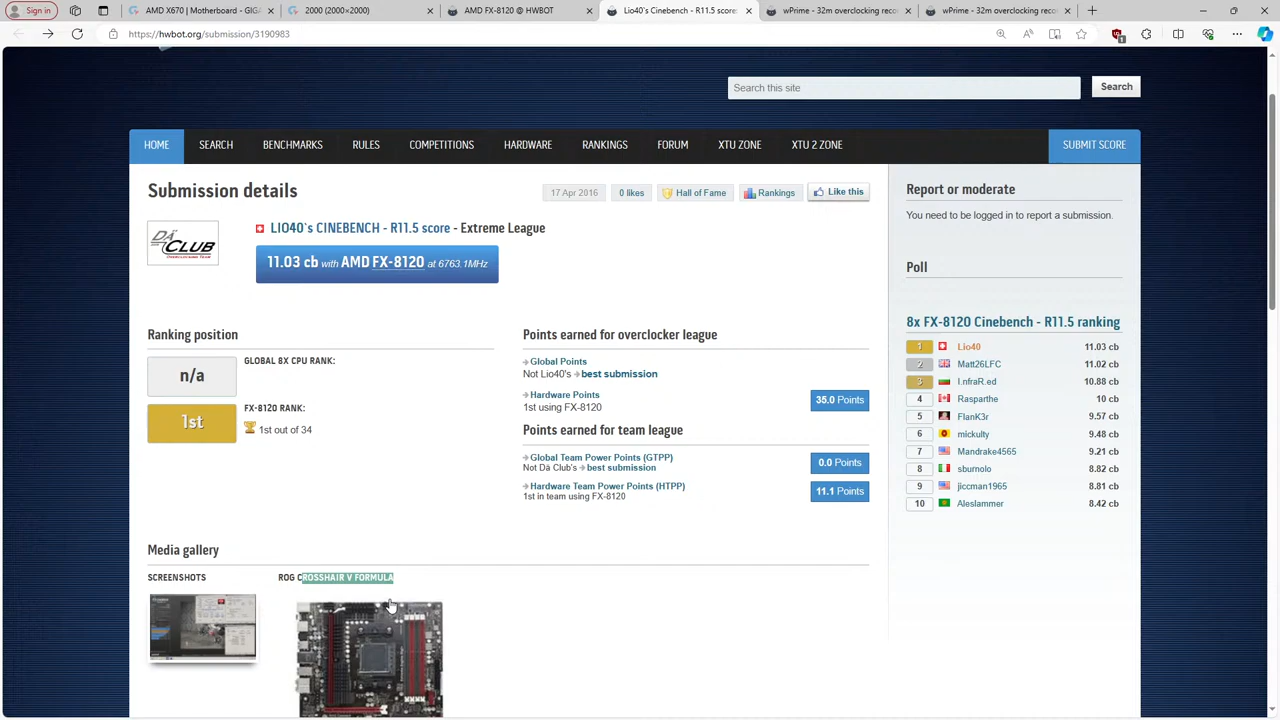 Sign in
AMD X670 | Motherboard - GIGA
2000 (2000×2000)
AMD FX-8120 @ HWBOT
Lio40`s Cinebench - R11.5 score:
wPrime - 32m overclocking reco
wPrime - 32m overclocking reco
https://hwbot.org/submission/3190983
1
Search this site
Search
HOME
SEARCH
BENCHMARKS
RULES
COMPETITIONS
HARDWARE
RANKINGS
FORUM
XTU ZONE
XTU 2 ZONE
SUBMIT SCORE
Submission details
17 Apr 2016
0 likes
Hall of Fame
Rankings
Like this
DÄ CLUB
LIO40`s CINEBENCH - R11.5 score - Extreme League
11.03 cb with AMD FX-8120 at 6763.1MHz
Ranking position
n/a
GLOBAL 8X CPU RANK:
1st
FX-8120 RANK:
1st out of 34
Points earned for overclocker league
Global Points
Not Lio40's best submission
Hardware Points
1st using FX-8120
35.0 Points
Points earned for team league
Global Team Power Points (GTPP)
Not Dä Club's best submission
0.0 Points
Hardware Team Power Points (HTPP)
1st in team using FX-8120
11.1 Points
Media gallery
SCREENSHOTS
ROG CROSSHAIR V FORMULA
Report or moderate
You need to be logged in to report a submission.
Poll
8x FX-8120 Cinebench - R11.5 ranking
1 Lio40 11.03 cb
2 Matt26LFC 11.02 cb
3 I.nfraR.ed 10.88 cb
4 Rasparthe 10 cb
5 FlanK3r 9.57 cb
6 mickulty 9.48 cb
7 Mandrake4565 9.21 cb
8 sburnolo 8.82 cb
9 jiccman1965 8.81 cb
10 Aleslammer 8.42 cb